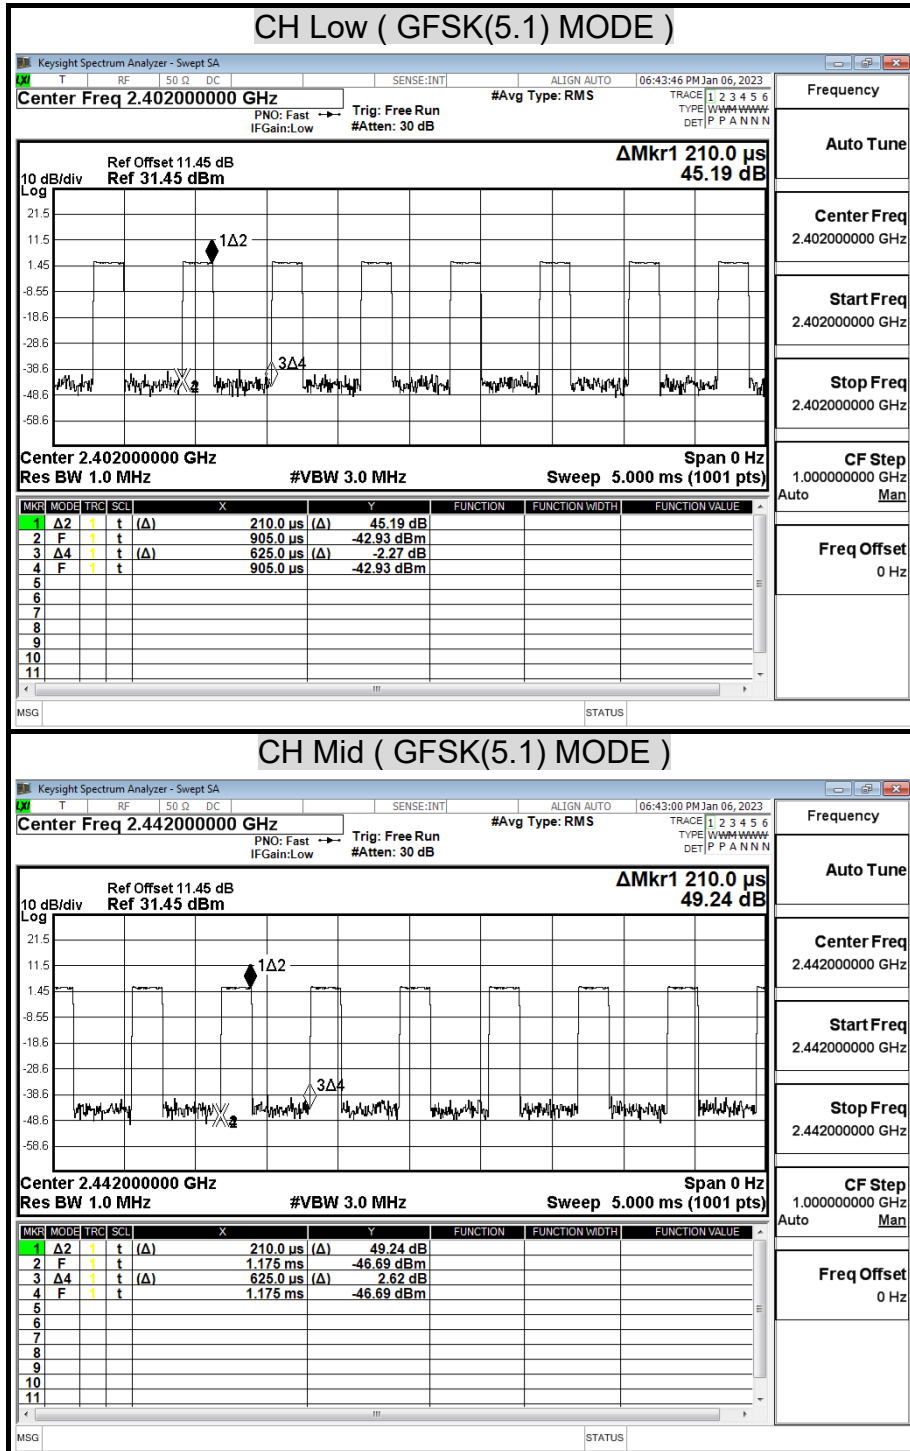 CH Low ( GFSK(5.1) MODE )
Keysight Spectrum Analyzer - Swept SA
LXI T RF 50 Ω DC SENSE:INT ALIGN AUTO 06:43:46 PM Jan 06, 2023
Center Freq 2.402000000 GHz
PNO: Fast
IFGain:Low
Trig: Free Run
#Atten: 30 dB
#Avg Type: RMS
TRACE 1 2 3 4 5 6
TYPE WWMWWWW
DET P P A N N N
Ref Offset 11.45 dB
10 dB/div Ref 31.45 dBm
Log
ΔMkr1 210.0 µs
45.19 dB
21.5
11.5
1.45
-8.55
-18.6
-28.6
-38.6
-48.6
-58.6
1Δ2
3Δ4
Center 2.402000000 GHz Span 0 Hz
Res BW 1.0 MHz #VBW 3.0 MHz Sweep 5.000 ms (1001 pts)
MKR MODE TRC SCL X Y FUNCTION FUNCTION WIDTH FUNCTION VALUE
1 Δ2 1 t (Δ) 210.0 µs (Δ) 45.19 dB
2 F 1 t 905.0 µs -42.93 dBm
3 Δ4 1 t (Δ) 625.0 µs (Δ) -2.27 dB
4 F 1 t 905.0 µs -42.93 dBm
5
6
7
8
9
10
11
MSG STATUS
Frequency
Auto Tune
Center Freq
2.402000000 GHz
Start Freq
2.402000000 GHz
Stop Freq
2.402000000 GHz
CF Step
1.000000000 GHz
Auto Man
Freq Offset
0 Hz
CH Mid ( GFSK(5.1) MODE )
Keysight Spectrum Analyzer - Swept SA
LXI T RF 50 Ω DC SENSE:INT ALIGN AUTO 06:43:00 PM Jan 06, 2023
Center Freq 2.442000000 GHz
PNO: Fast
IFGain:Low
Trig: Free Run
#Atten: 30 dB
#Avg Type: RMS
TRACE 1 2 3 4 5 6
TYPE WWMWWWW
DET P P A N N N
Ref Offset 11.45 dB
10 dB/div Ref 31.45 dBm
Log
ΔMkr1 210.0 µs
49.24 dB
21.5
11.5
1.45
-8.55
-18.6
-28.6
-38.6
-48.6
-58.6
1Δ2
3Δ4
Center 2.442000000 GHz Span 0 Hz
Res BW 1.0 MHz #VBW 3.0 MHz Sweep 5.000 ms (1001 pts)
MKR MODE TRC SCL X Y FUNCTION FUNCTION WIDTH FUNCTION VALUE
1 Δ2 1 t (Δ) 210.0 µs (Δ) 49.24 dB
2 F 1 t 1.175 ms -46.69 dBm
3 Δ4 1 t (Δ) 625.0 µs (Δ) 2.62 dB
4 F 1 t 1.175 ms -46.69 dBm
5
6
7
8
9
10
11
MSG STATUS
Frequency
Auto Tune
Center Freq
2.442000000 GHz
Start Freq
2.442000000 GHz
Stop Freq
2.442000000 GHz
CF Step
1.000000000 GHz
Auto Man
Freq Offset
0 Hz